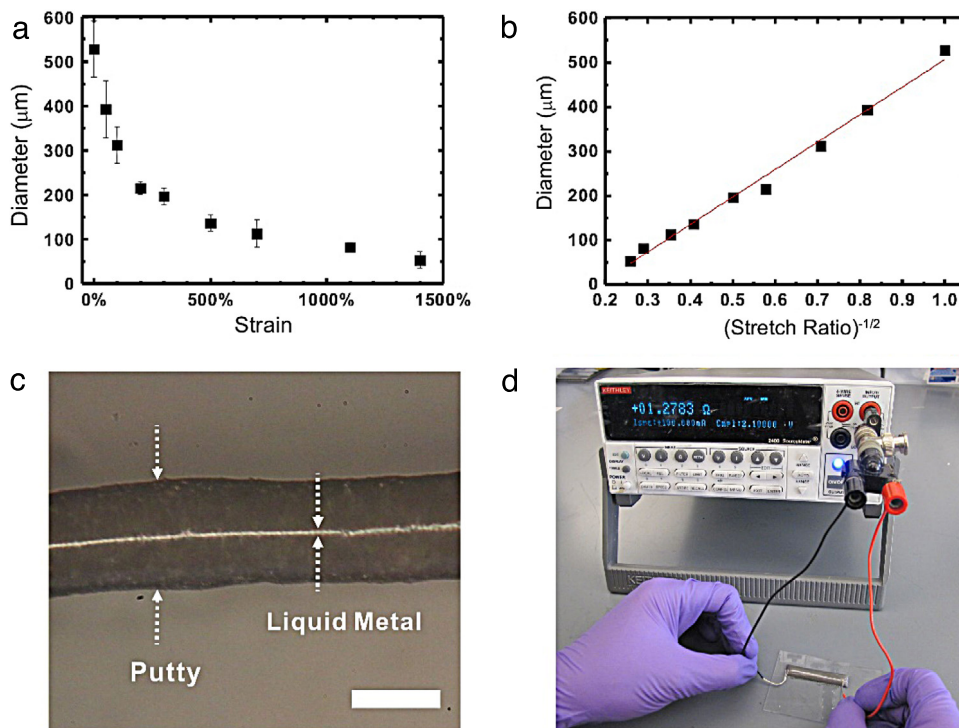 a
600
500
400
300
200
100
0
Diameter (μm)
0% 500% 1000% 1500%
Strain
b
600
500
400
300
200
100
0
Diameter (μm)
0.2 0.3 0.4 0.5 0.6 0.7 0.8 0.9 1.0
(Stretch Ratio)-1/2
c
Putty
Liquid Metal
d
KEITHLEY
+01.2783 Ω
2400 SourceMeter